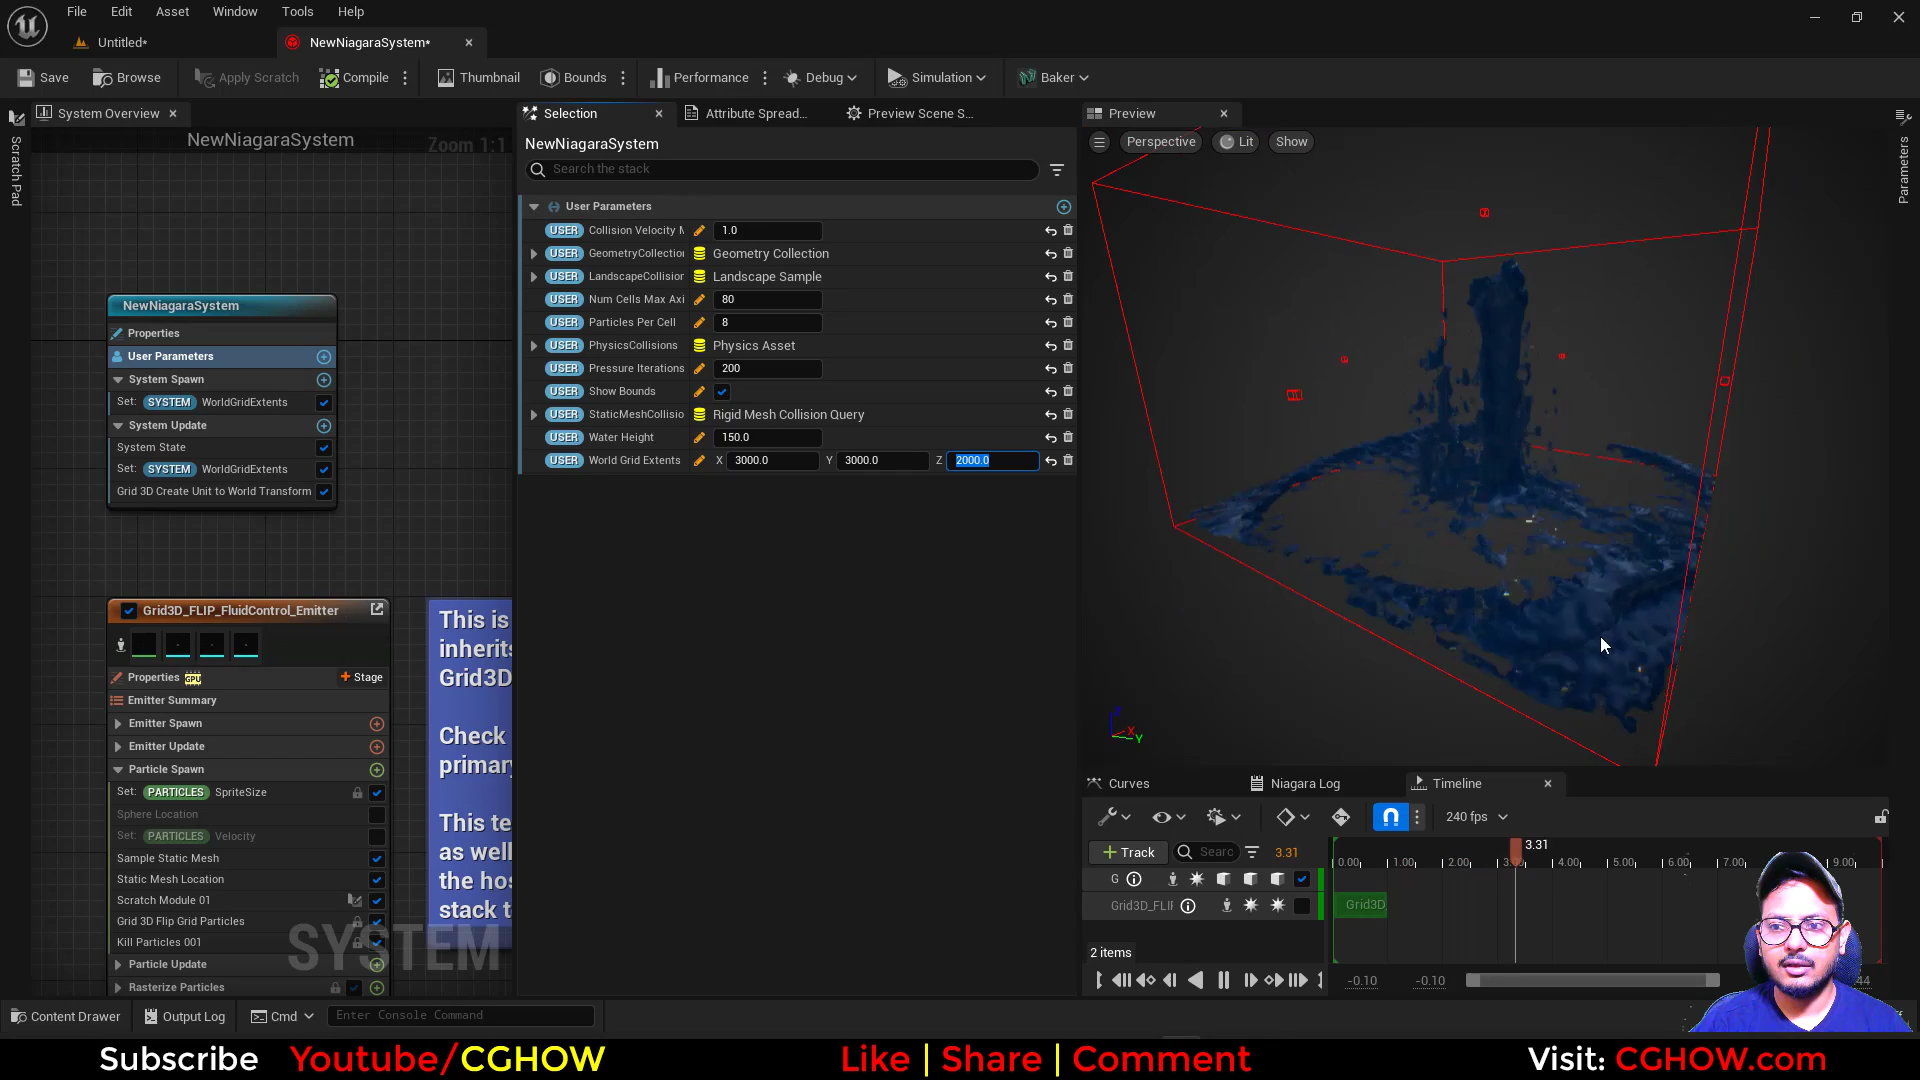 File Edit Asset Window Tools Help
Untitled* NewNiagaraSystem*
Save Browse Apply Scratch Compile Thumbnail Bounds Performance Debug Simulation Baker
System Overview Selection Attribute Spread... Preview Scene S... Preview
Scratch Pad
Parameters
NewNiagaraSystem Zoom 1:1
NewNiagaraSystem
Search the stack
Perspective Lit Show
User Parameters
USER Collision Velocity M 1.0
USER GeometryCollection Geometry Collection
USER LandscapeCollision Landscape Sample
USER Num Cells Max Axi 80
USER Particles Per Cell 8
USER PhysicsCollisions Physics Asset
USER Pressure Iterations 200
USER Show Bounds
USER StaticMeshCollisio Rigid Mesh Collision Query
USER Water Height 150.0
USER World Grid Extents X 3000.0 Y 3000.0 Z 2000.0
NewNiagaraSystem
Properties
User Parameters
System Spawn
Set: SYSTEM WorldGridExtents
System Update
System State
Set: SYSTEM WorldGridExtents
Grid 3D Create Unit to World Transform
Grid3D_FLIP_FluidControl_Emitter
Properties GPU Stage
Emitter Summary
Emitter Spawn
Emitter Update
Particle Spawn
Set: PARTICLES SpriteSize
Sphere Location
Set: PARTICLES Velocity
Sample Static Mesh
Static Mesh Location
Scratch Module 01
Grid 3D Flip Grid Particles
Kill Particles 001
Particle Update
Rasterize Particles
SYSTEM
This is
inherits
Grid3D
Check
primary
This te
as well
the hos
stack t
X
Y
Curves Niagara Log Timeline
240 fps
Track Searc 3.31
3.31
0.00 1.00 2.00 3.00 4.00 5.00 6.00 7.00 9.00
G
Grid3D_FLIP Grid3D
2 items
-0.10 -0.10 44
Content Drawer Output Log Cmd Enter Console Command
Subscribe Youtube/CGHOW Like | Share | Comment Visit: CGHOW.com